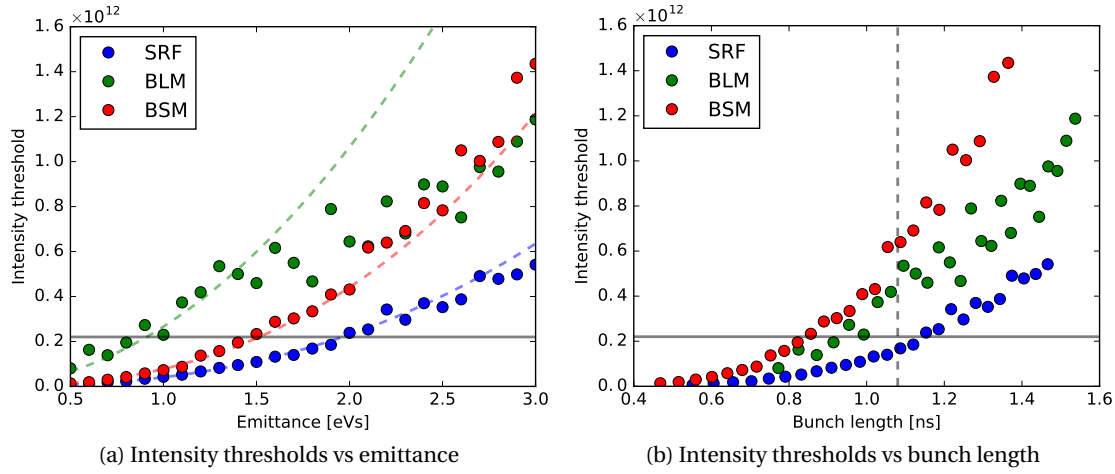 ×10¹²
1.6
1.4
1.2
1.0
0.8
0.6
0.4
0.2
0.0
Intensity threshold
SRF
BLM
BSM
0.5 1.0 1.5 2.0 2.5 3.0
Emittance [eVs]
(a) Intensity thresholds vs emittance
×10¹²
1.6
1.4
1.2
1.0
0.8
0.6
0.4
0.2
0.0
Intensity threshold
SRF
BLM
BSM
0.4 0.6 0.8 1.0 1.2 1.4 1.6
Bunch length [ns]
(b) Intensity thresholds vs bunch length